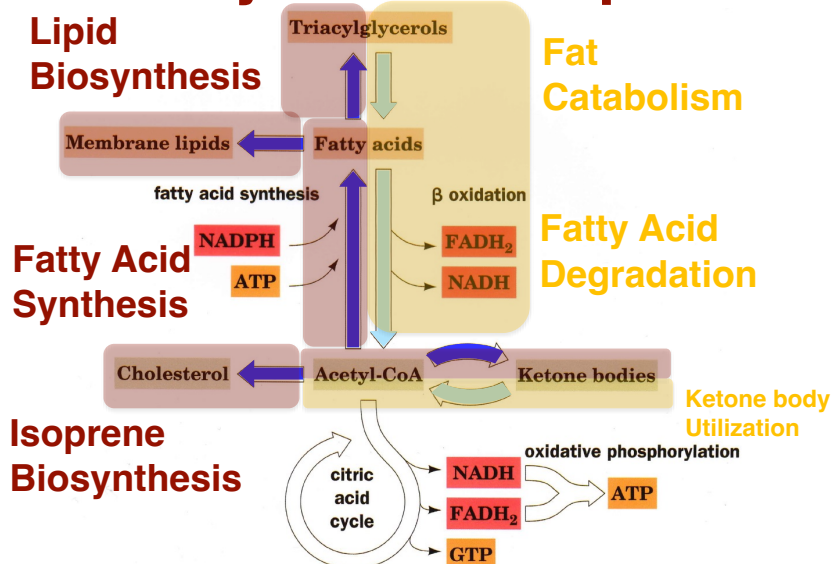 Lipid
Biosynthesis
Triacylglycerols
Fat
Catabolism
Membrane lipids
Fatty acids
fatty acid synthesis
β oxidation
NADPH
ATP
FADH₂
NADH
Fatty Acid
Synthesis
Fatty Acid
Degradation
Cholesterol
Acetyl-CoA
Ketone bodies
Ketone body
Utilization
Isoprene
Biosynthesis
citric
acid
cycle
oxidative phosphorylation
NADH
FADH₂
ATP
GTP